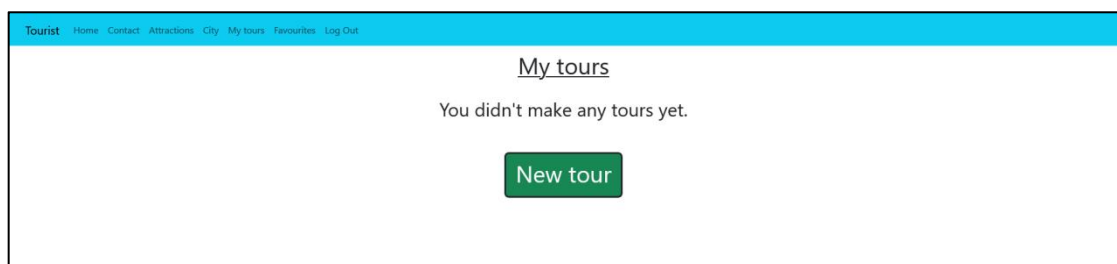 Tourist Home Contact Attractions City My tours Favourites Log Out
My tours
You didn't make any tours yet.
New tour